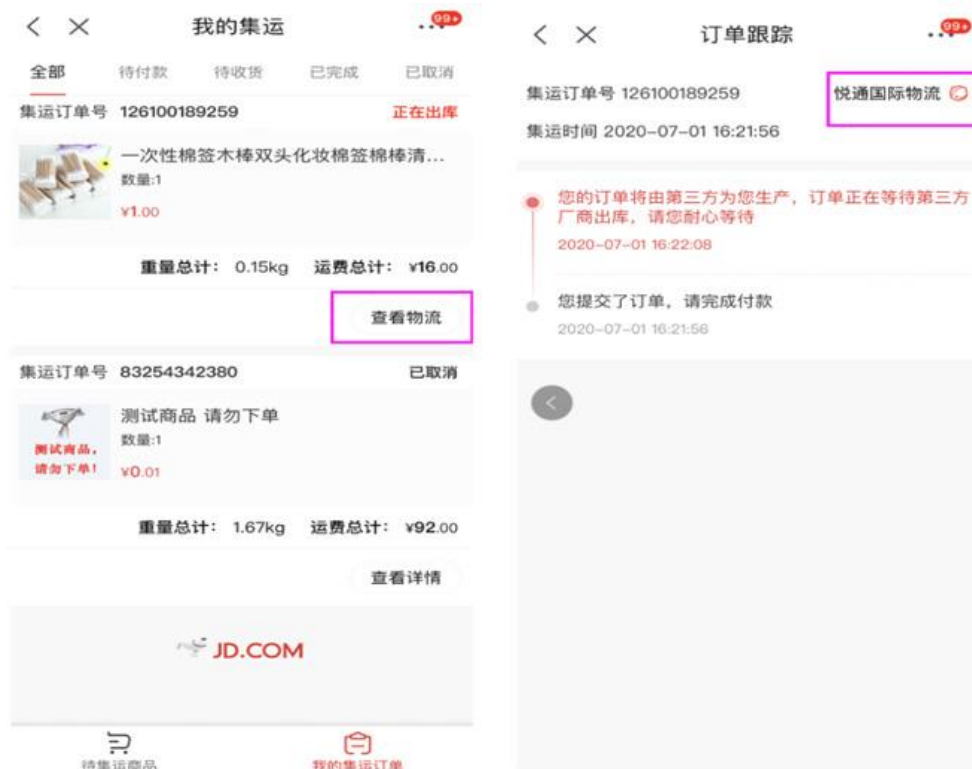 我的集运
99+
全部 待付款 待收货 已完成 已取消
集运订单号 126100189259 正在出库
一次性棉签木棒双头化妆棉签棉棒清...
数量:1
¥1.00
重量总计： 0.15kg 运费总计： ¥16.00
查看物流
集运订单号 83254342380 已取消
测试商品，
请勿下单！
测试商品 请勿下单
数量:1
¥0.01
重量总计： 1.67kg 运费总计： ¥92.00
查看详情
JD.COM
待集运商品 我的集运订单
订单跟踪
99+
集运订单号 126100189259 悦通国际物流
集运时间 2020-07-01 16:21:56
您的订单将由第三方为您生产，订单正在等待第三方
厂商出库，请您耐心等待
2020-07-01 16:22:08
您提交了订单，请完成付款
2020-07-01 16:21:56